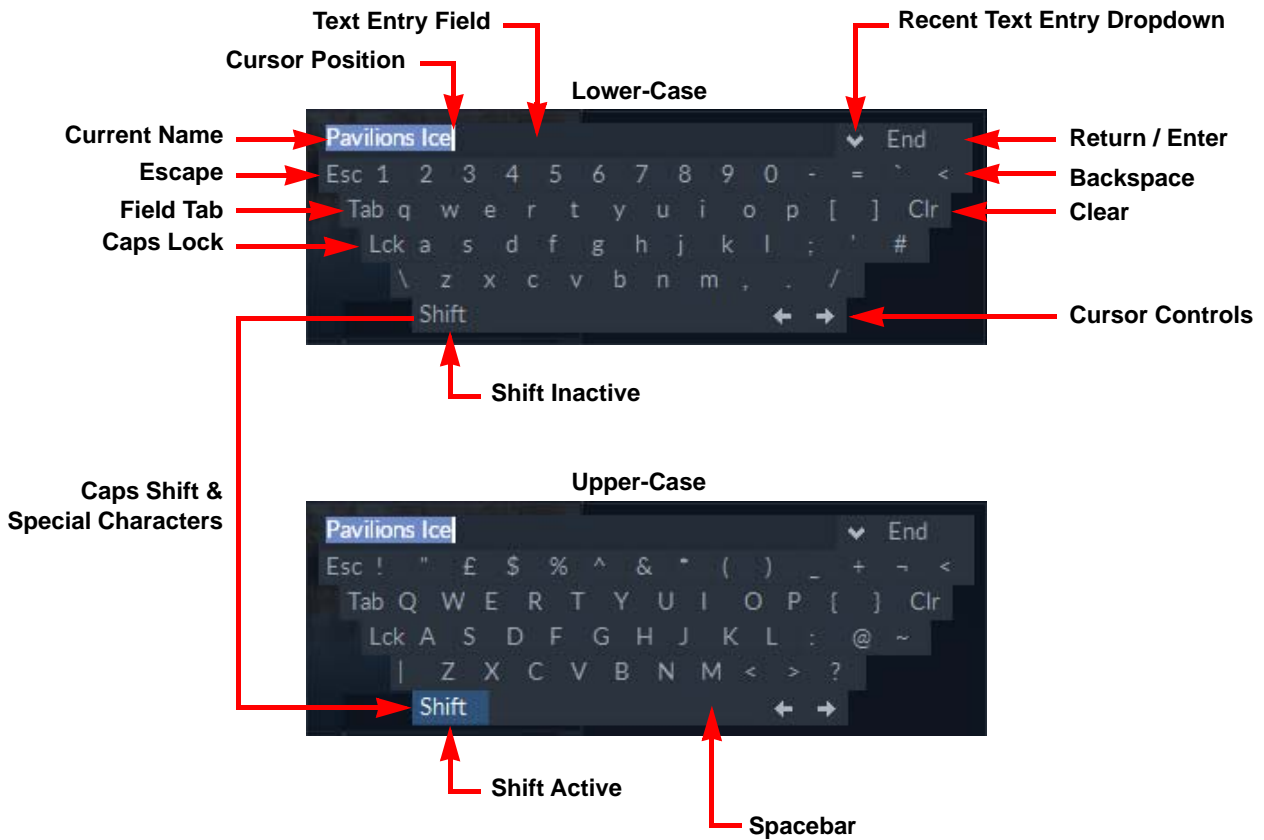 Text Entry Field
Recent Text Entry Dropdown
Cursor Position
Lower-Case
Current Name
Pavilions Ice
End
Return / Enter
Escape
Esc 1 2 3 4 5 6 7 8 9 0 - = ` <
Backspace
Field Tab
Tab q w e r t y u i o p [ ] Clr
Clear
Caps Lock
Lck a s d f g h j k l ; ' #
\ z x c v b n m , . /
Shift
Cursor Controls
Shift Inactive
Caps Shift &
Special Characters
Upper-Case
Pavilions Ice
End
Esc ! " £ $ % ^ & * ( ) _ + ¬ <
Tab Q W E R T Y U I O P { } Clr
Lck A S D F G H J K L : @ ~
| Z X C V B N M < > ?
Shift
Shift Active
Spacebar